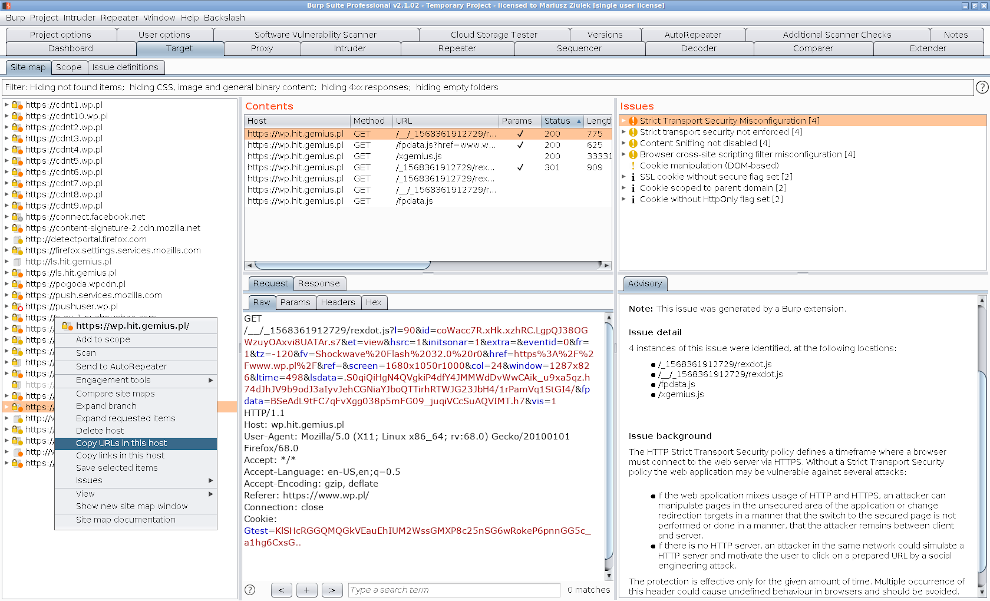 Burp Suite Professional v2.1.02 - Temporary Project - licensed to Mariusz Ziulek [single user license]
Burp Project Intruder Repeater Window Help Backslash
Project options User options Software Vulnerability Scanner Cloud Storage Tester Versions AutoRepeater Additional Scanner Checks Notes
Dashboard Target Proxy Intruder Repeater Sequencer Decoder Comparer Extender
Site map Scope Issue definitions
Filter: Hiding not found items; hiding CSS, image and general binary content; hiding 4xx responses; hiding empty folders
https://cdnt1.wp.pl
https://cdnt10.wp.pl
https://cdnt2.wp.pl
https://cdnt3.wp.pl
https://cdnt4.wp.pl
https://cdnt5.wp.pl
https://cdnt6.wp.pl
https://cdnt7.wp.pl
https://cdnt8.wp.pl
https://cdnt9.wp.pl
https://connect.facebook.net
https://content-signature-2.cdn.mozilla.net
http://detectportal.firefox.com
https://firefox.settings.services.mozilla.com
http://ls.hit.gemius.pl
https://ls.hit.gemius.pl
https://pogoda.wpcdn.pl
https://push.services.mozilla.com
https://pushuser.wp.pl
https://wp.hit.gemius.pl/
Add to scope
Scan
Send to AutoRepeater
Engagement tools
Compare site maps
Expand branch
Expand requested items
Delete host
Copy URLs in this host
Copy links in this host
Save selected items
Issues
View
Show new site map window
Site map documentation
Contents
Host Method URL Params Status Lengt
https://wp.hit.gemius.pl GET /__/_1568361912729/r... ✓ 200 775
https://wp.hit.gemius.pl GET /fpdata.js?href=www.w... ✓ 200 625
https://wp.hit.gemius.pl GET /xgemius.js 200 33331
https://wp.hit.gemius.pl GET /_1568361912729/rex... ✓ 301 909
https://wp.hit.gemius.pl GET /_1568361912729/rex...
https://wp.hit.gemius.pl GET /__/_1568361912729/r...
https://wp.hit.gemius.pl GET /fpdata.js
Request Response
Raw Params Headers Hex
GET
/__/_1568361912729/rexdot.js?l=90&id=
&et=view&hsrc=1&initsonar=1&extra=&eventid=0&fr=
1&tz=-120&fv=Shockwave%20Flash%2032.0%20r0&href=https%3A%2F%2
Fwww.wp.pl%2F&ref=&screen=1680x1050r1000&window=1287x82
6&ltime=498&lsdata=
&vis=1
HTTP/1.1
Host: wp.hit.gemius.pl
User-Agent: Mozilla/5.0 (X11; Linux x86_64; rv:68.0) Gecko/20100101
Firefox/68.0
Accept: */*
Accept-Language: en-US,en;q=0.5
Accept-Encoding: gzip, deflate
Referer: https://www.wp.pl/
Connection: close
Cookie:
a1hg6CxsG..
? < + > Type a search term 0 matches
Issues
Strict Transport Security Misconfiguration [4]
Strict transport security not enforced [4]
Content Sniffing not disabled [4]
Browser cross-site scripting filter misconfiguration [4]
Cookie manipulation (DOM-based)
SSL cookie without secure flag set [2]
Cookie scoped to parent domain [2]
Cookie without HttpOnly flag set [3]
Advisory
Note: This issue was generated by a Burp extension.
Issue detail
4 instances of this issue were identified, at the following locations:
/_1568361912729/rexdot.js
/__/_1568361912729/rexdot.js
/fpdata.js
/xgemius.js
Issue background
The HTTP Strict Transport Security policy defines a timeframe where a browser
must connect to the web server via HTTPS. Without a Strict Transport Security
policy the web application may be vulnerable against several attacks:
If the web application mixes usage of HTTP and HTTPS, an attacker can
manipulate pages in the unsecured area of the application or change
redirection targets in a manner that the switch to the secured page is not
performed or done in a manner, that the attacker remains between client
and server.
If there is no HTTP server, an attacker in the same network could simulate a
HTTP server and motivate the user to click on a prepared URL by a social
engineering attack.
The protection is effective only for the given amount of time. Multiple occurrence of
this header could cause undefined behaviour in browsers and should be avoided.